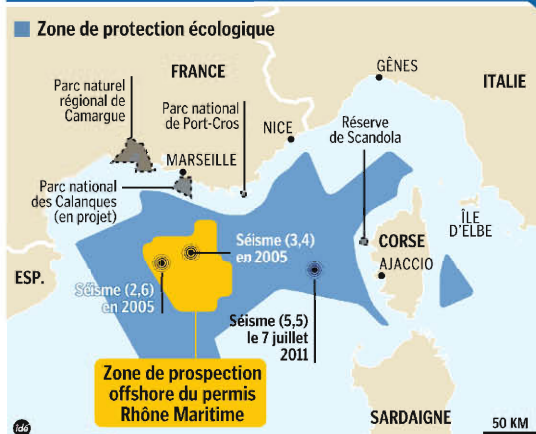 Zone de protection écologique
FRANCE
GÊNES
ITALIE
Parc naturel
régional de
Camargue
Parc national
de Port-Cros
NICE
Réserve
de Scandola
MARSEILLE
Parc national
des Calanques
(en projet)
ÎLE
D'ELBE
CORSE
AJACCIO
ESP.
Séisme (3,4)
en 2005
Séisme (2,6)
en 2005
Séisme (5,5)
le 7 juillet
2011
Zone de prospection
offshore du permis
Rhône Maritime
SARDAIGNE
idé
50 KM